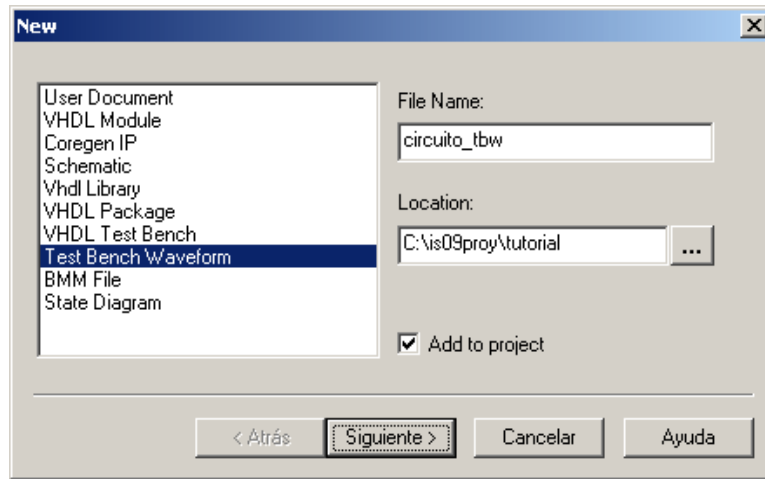 New
User Document
VHDL Module
Coregen IP
Schematic
Vhdl Library
VHDL Package
VHDL Test Bench
Test Bench Waveform
BMM File
State Diagram
File Name:
circuito_tbw
Location:
C:\is09proy\tutorial
...
Add to project
< Atrás
Siguiente >
Cancelar
Ayuda